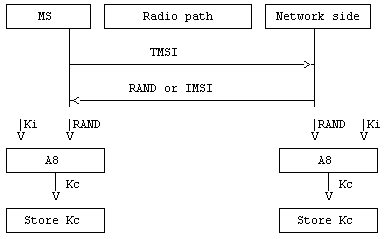 MS Radio path Network side
TMSI
RAND or IMSI
Ki RAND RAND Ki
A8 A8
Kc Kc
Store Kc Store Kc